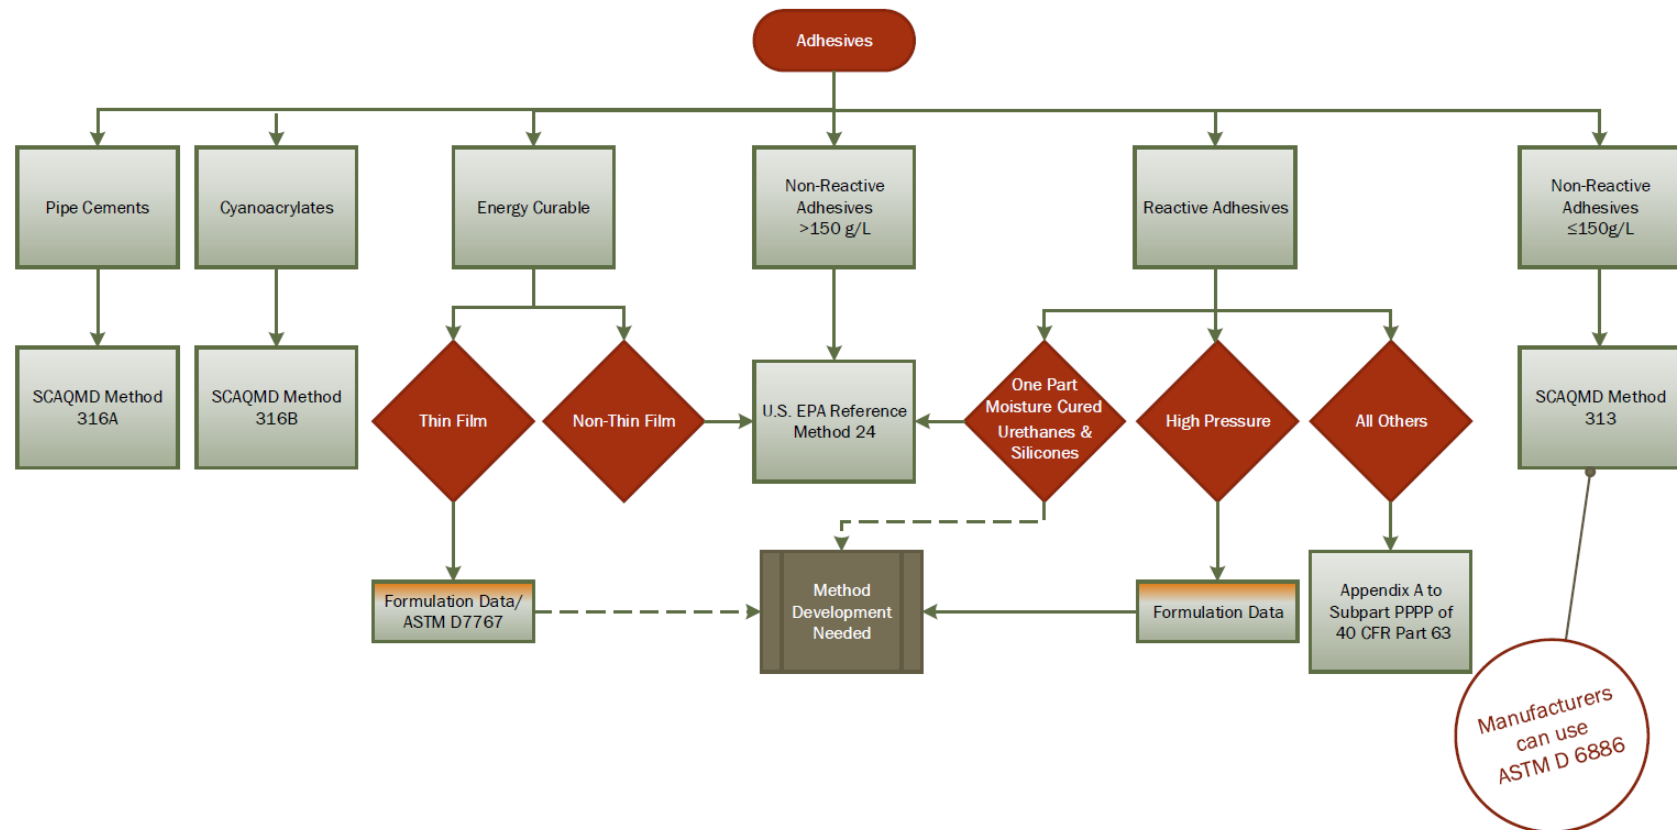 Adhesives
Pipe Cements
Cyanoacrylates
Energy Curable
Non-Reactive
Adhesives
>150 g/L
Reactive Adhesives
Non-Reactive
Adhesives
≤150g/L
SCAQMD Method
316A
SCAQMD Method
316B
Thin Film
Non-Thin Film
U.S. EPA Reference
Method 24
One Part
Moisture Cured
Urethanes &
Silicones
High Pressure
All Others
SCAQMD Method
313
Formulation Data/
ASTM D7767
Method
Development
Needed
Formulation Data
Appendix A to
Subpart PPPP of
40 CFR Part 63
Manufacturers
can use
ASTM D 6886